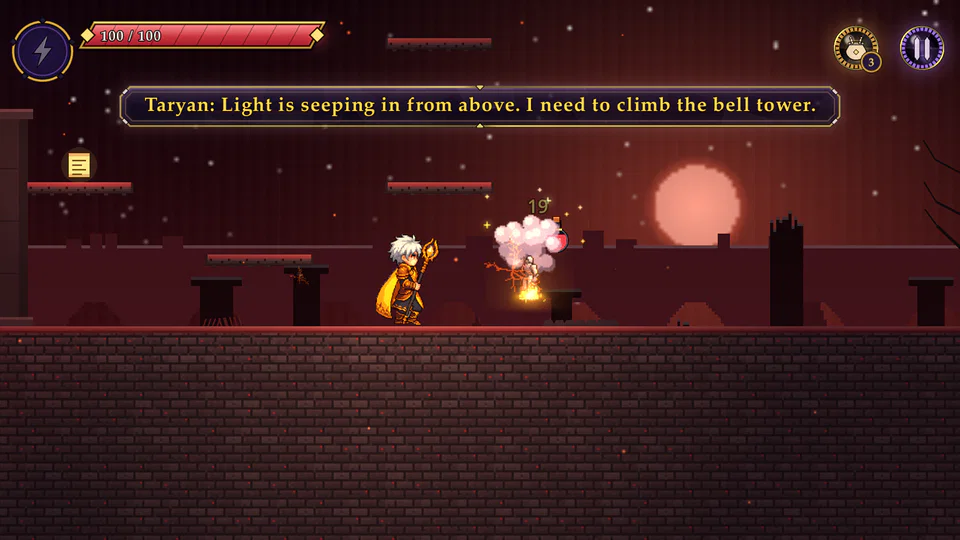 100 / 100
3
Taryan: Light is seeping in from above. I need to climb the bell tower.
19